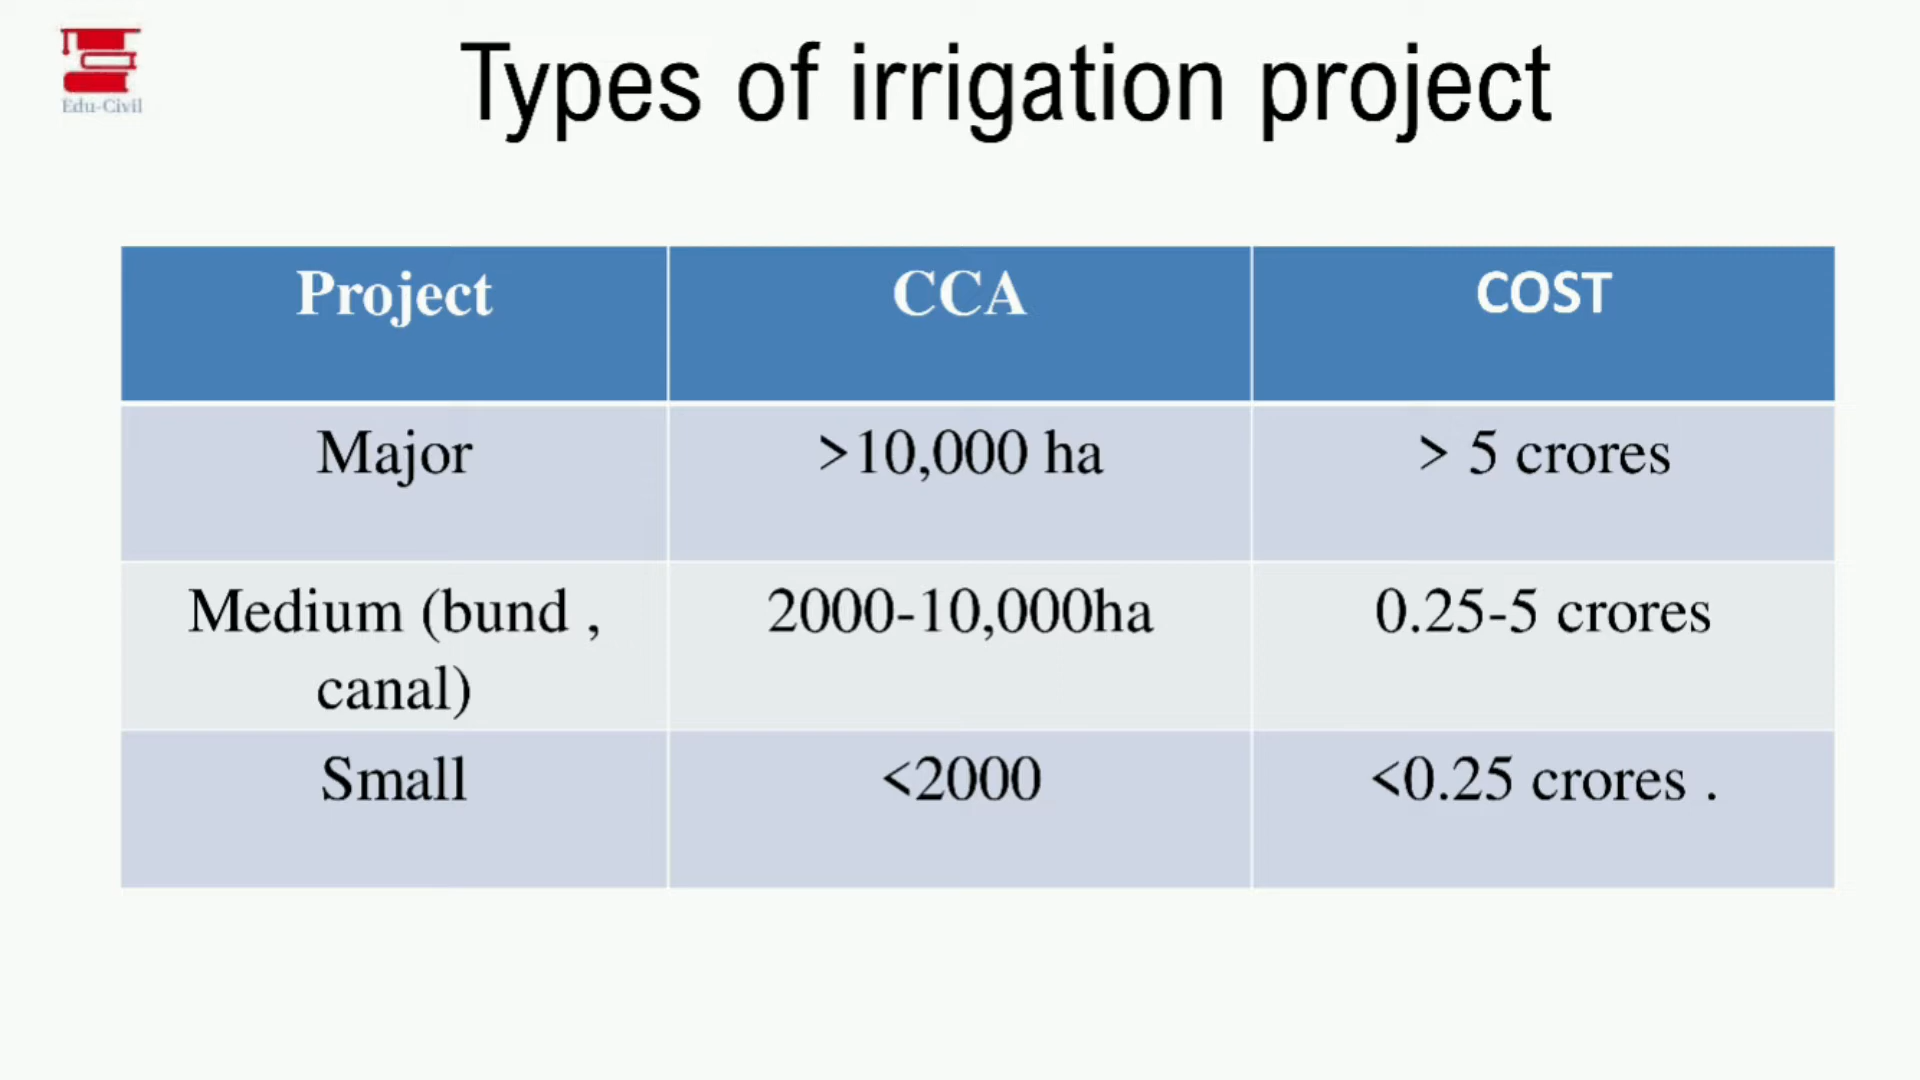 Edu-Civil
Types of irrigation project
Project
CCA
COST
Major
>10,000 ha
> 5 crores
Medium (bund ,
canal)
2000-10,000ha
0.25-5 crores
Small
<2000
<0.25 crores .